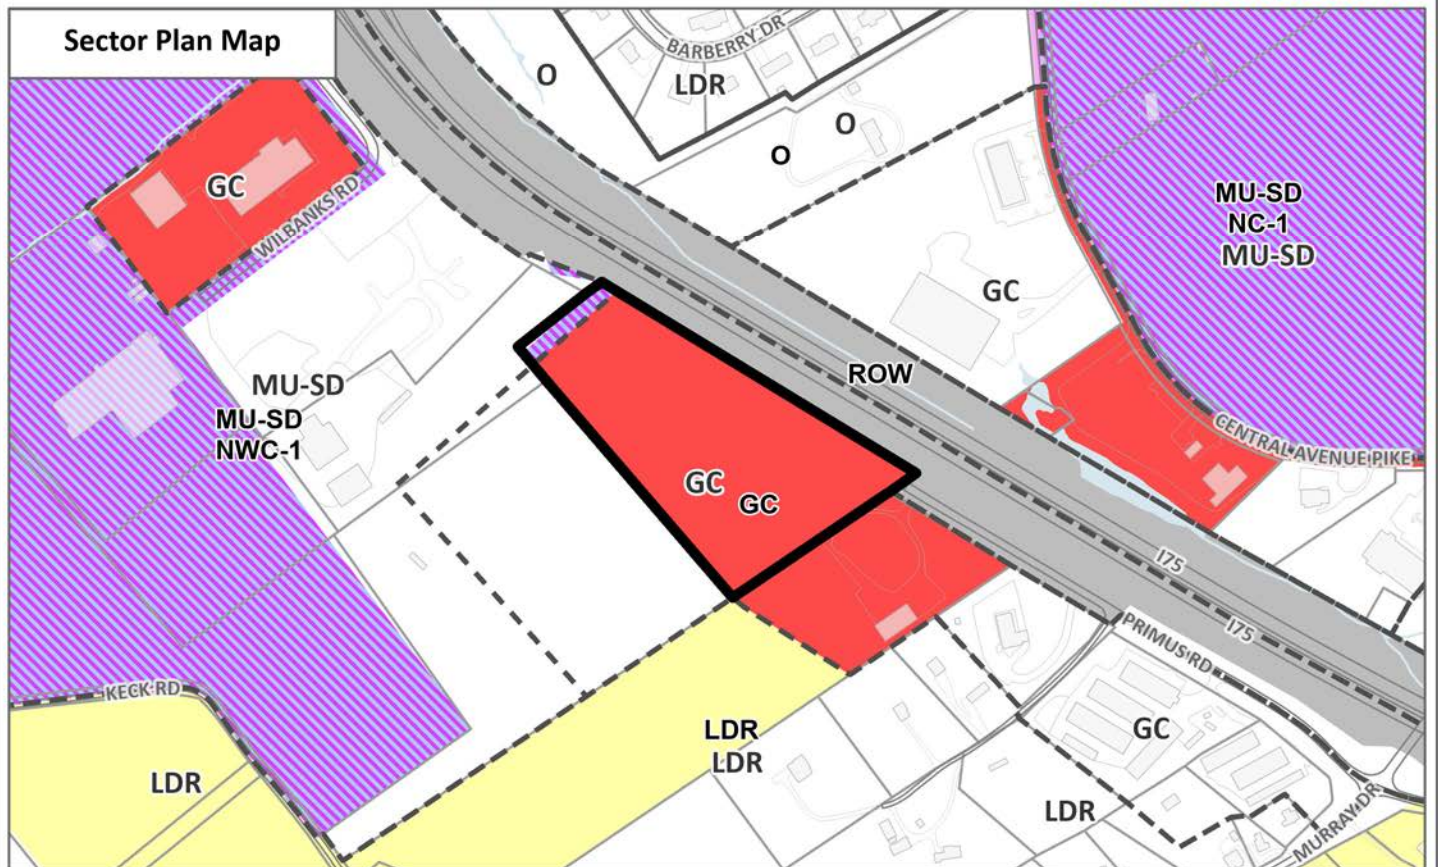 Sector Plan Map
BARBERRY DR
O
LDR
O
O
GC
WILBANKS RD
MU-SD
NC-1
MU-SD
GC
ROW
MU-SD
MU-SD
NWC-1
CENTRAL AVENUE PIKE
GC
GC
I75
I75
PRIMUS RD
KECK RD
LDR
LDR
GC
LDR
LDR
MURRAY DR